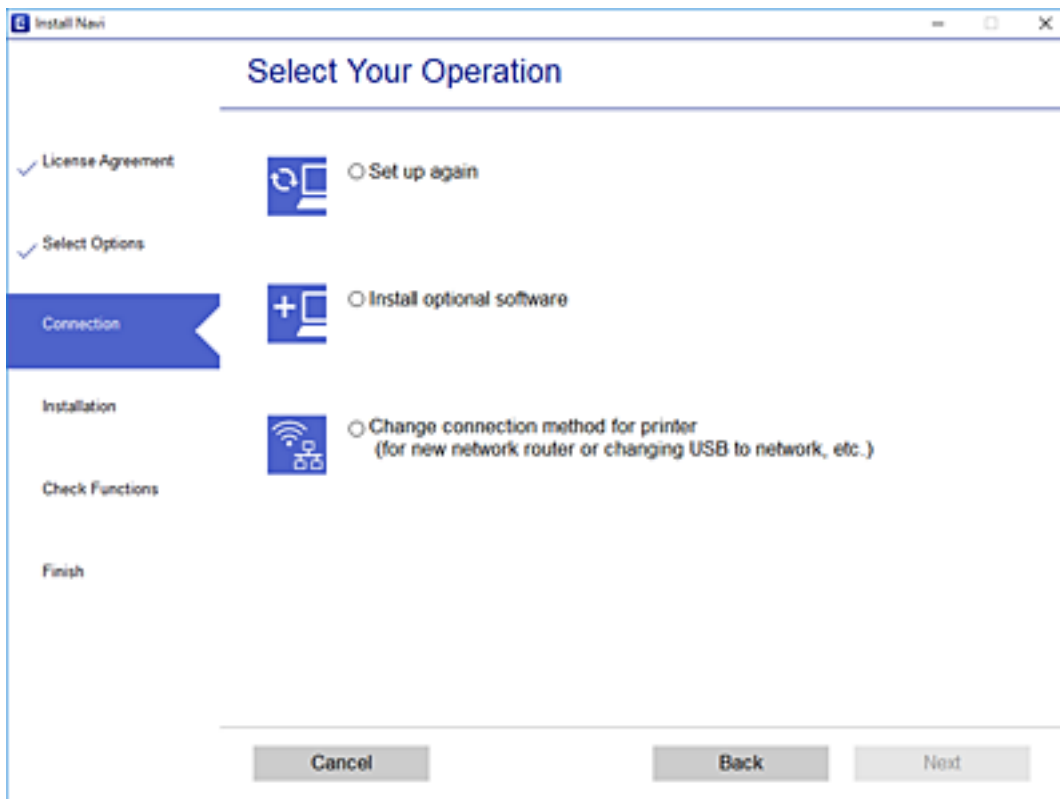 Install Navi
Select Your Operation
License Agreement
Select Options
Connection
Installation
Check Functions
Finish
Set up again
Install optional software
Change connection method for printer
(for new network router or changing USB to network, etc.)
Cancel
Back
Next